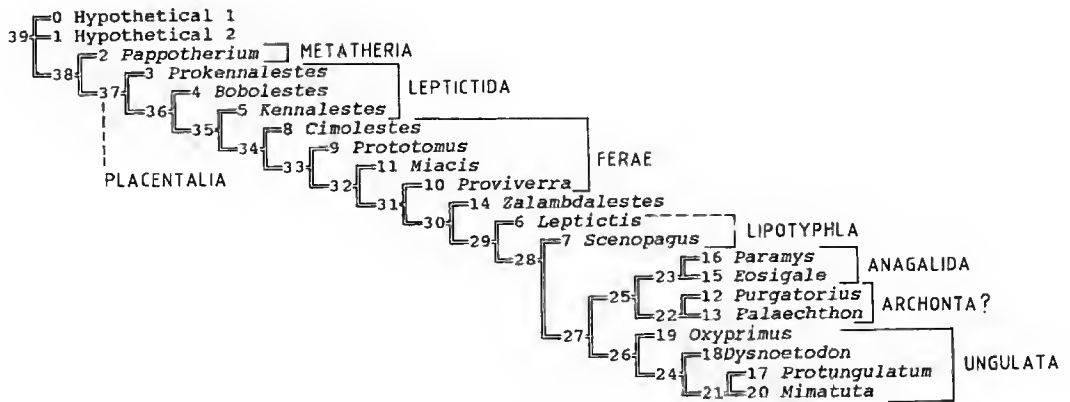 0 Hypothetical 1
39 1 Hypothetical 2
2 Pappotherium METATHERIA
38 3 Prokennalestes
37 4 Bobolestes LEPTICTIDA
36 5 Kennalestes
35 8 Cimolestes
34 9 Prototomus
33 11 Miacis FERAE
PLACENTALIA 32 10 Proviverra
31 14 Zalambdalestes
30 6 Leptictis
29 7 Scenopagus LIPOTYPHLA
28 16 Paramys
23 15 Eosigale ANAGALIDA
25 12 Purgatorius
22 13 Palaechthon ARCHONTA?
27 19 Oxyprimus
26 18Dysnoetodon UNGULATA
24 17 Protungulatum
21 20 Mimatuta